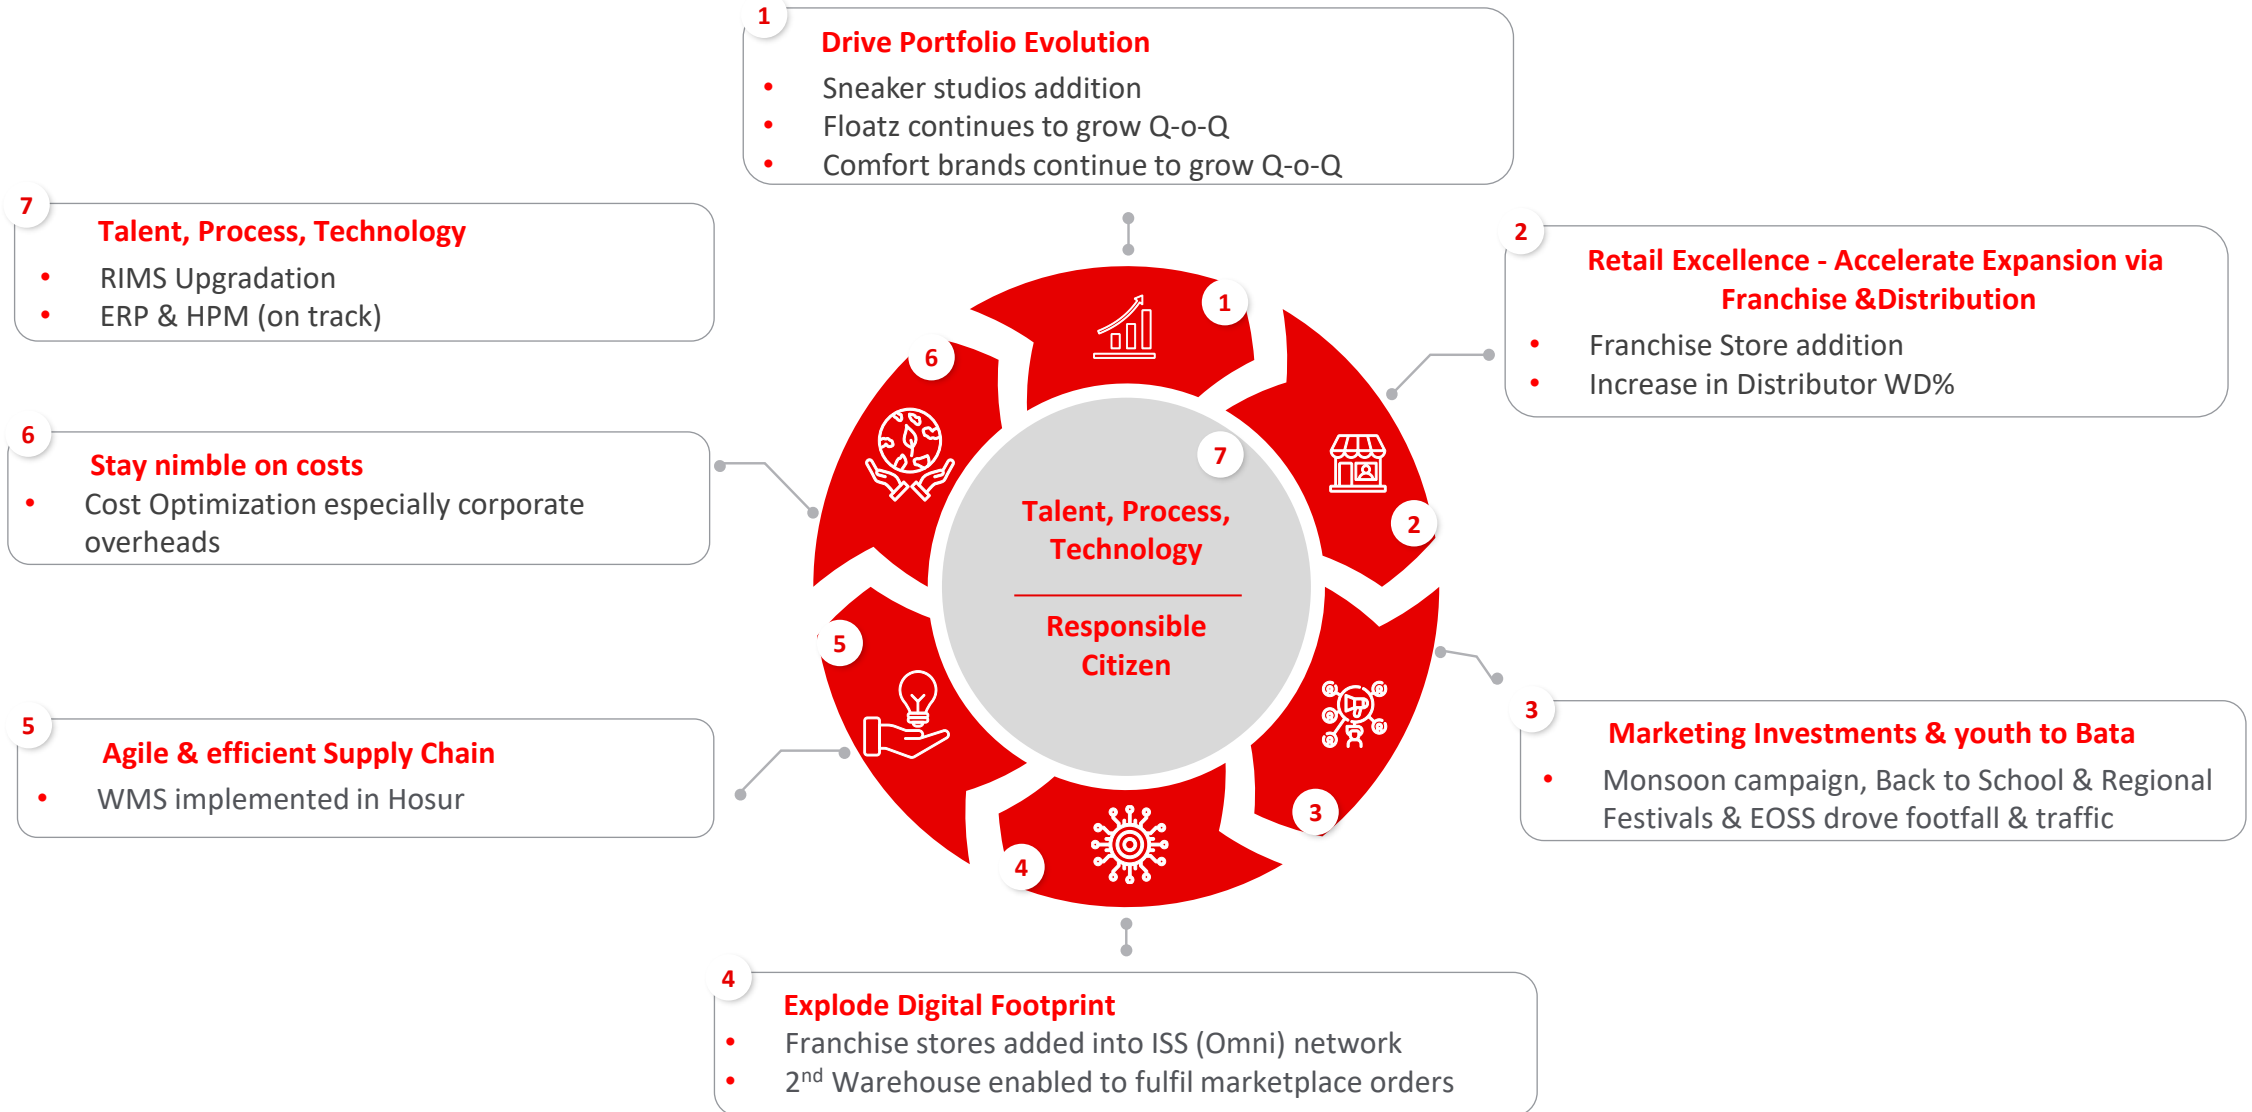 1
Drive Portfolio Evolution
• Sneaker studios addition
• Floatz continues to grow Q-o-Q
• Comfort brands continue to grow Q-o-Q
2
Retail Excellence - Accelerate Expansion via
Franchise &Distribution
• Franchise Store addition
• Increase in Distributor WD%
3
Marketing Investments & youth to Bata
• Monsoon campaign, Back to School & Regional
Festivals & EOSS drove footfall & traffic
4
Explode Digital Footprint
• Franchise stores added into ISS (Omni) network
• 2nd Warehouse enabled to fulfil marketplace orders
5
Agile & efficient Supply Chain
• WMS implemented in Hosur
6
Stay nimble on costs
• Cost Optimization especially corporate
overheads
7
Talent, Process, Technology
• RIMS Upgradation
• ERP & HPM (on track)
1
2
3
4
5
6
7
Talent, Process,
Technology
Responsible
Citizen